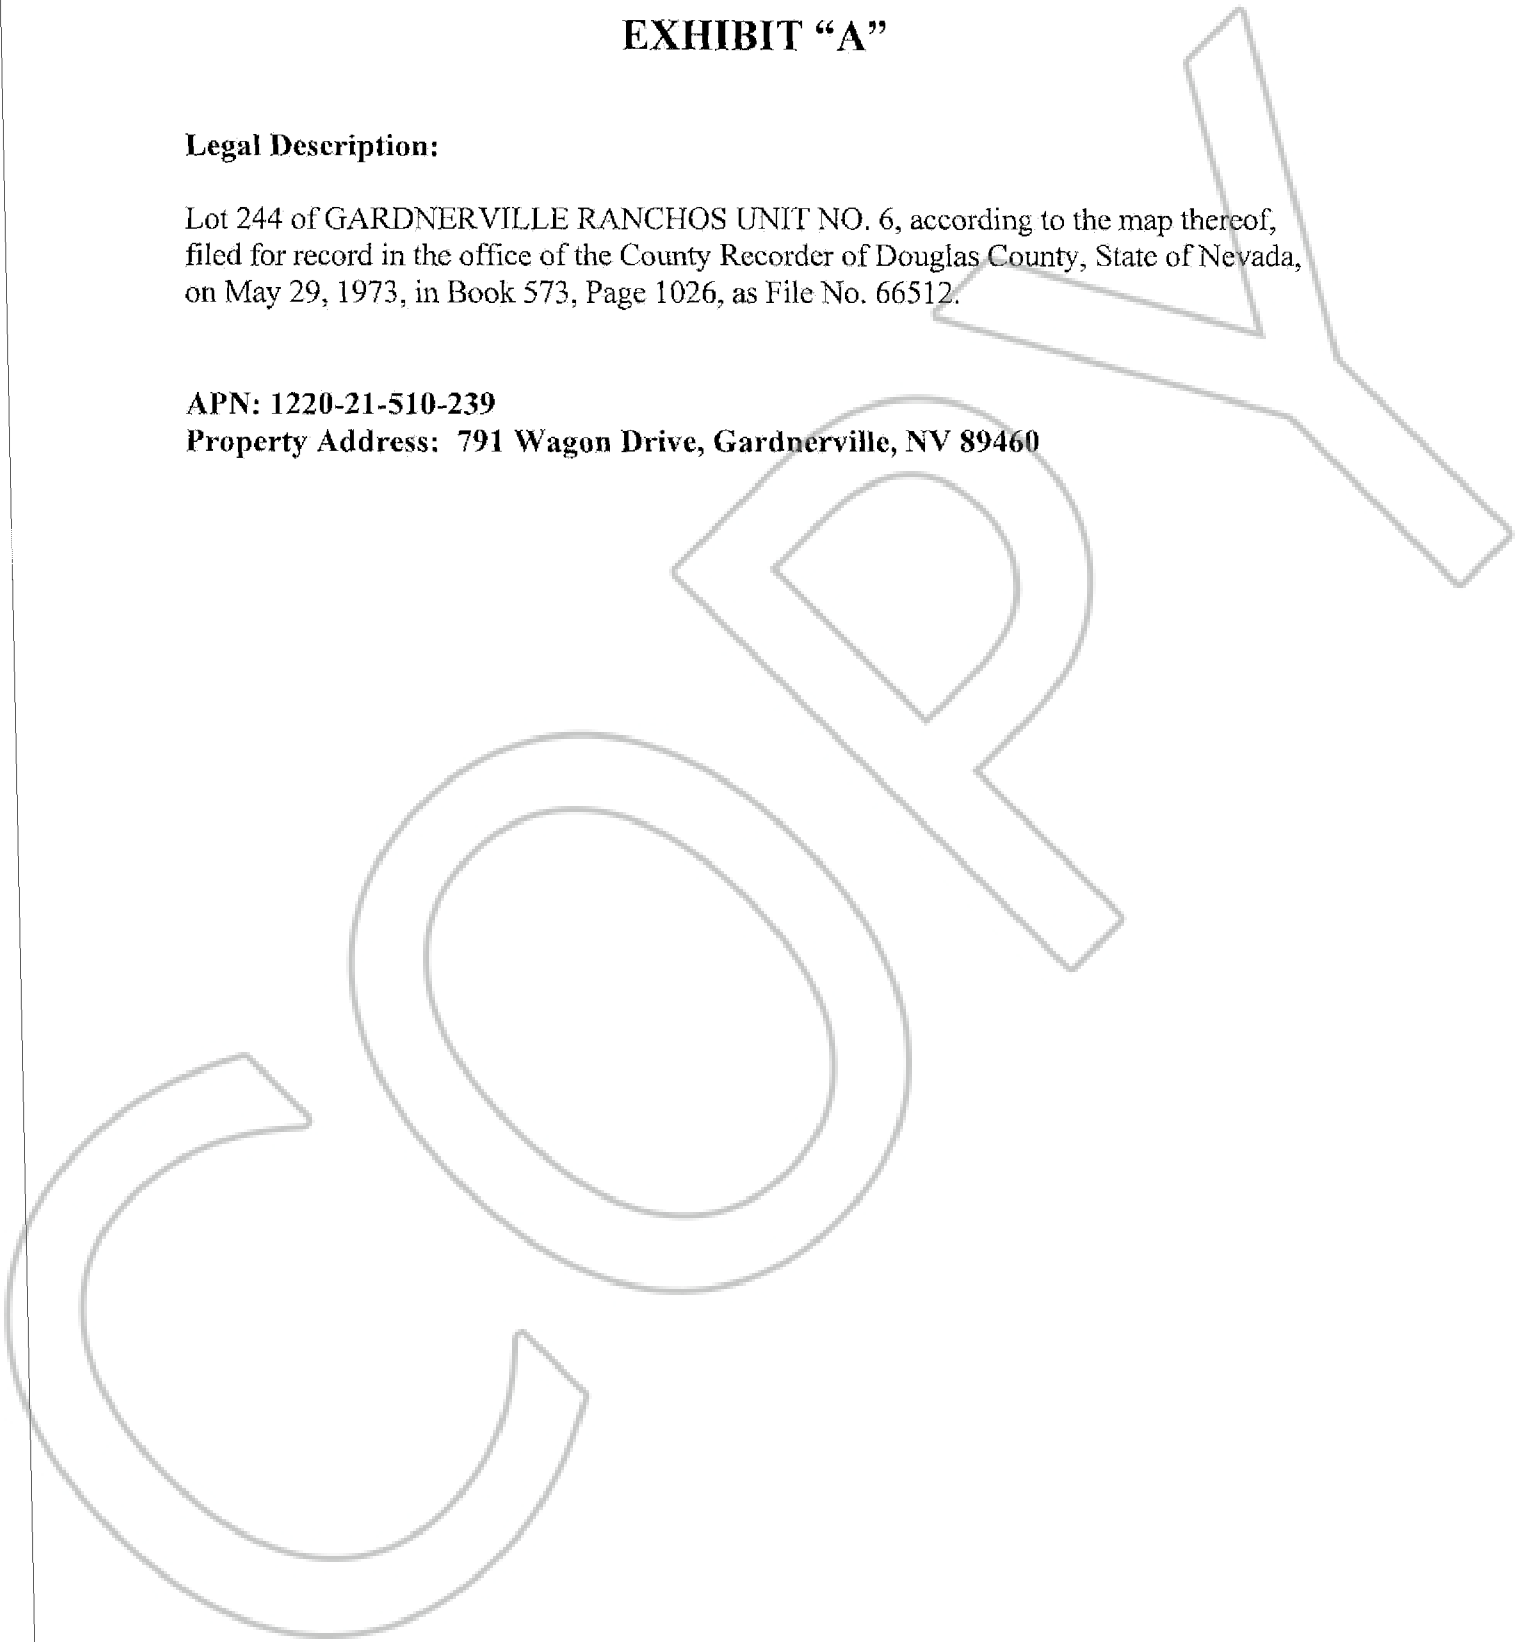 EXHIBIT “A”
Legal Description:
Lot 244 of GARDNERVILLE RANCHOS UNIT NO. 6, according to the map thereof,
filed for record in the office of the County Recorder of Douglas County, State of Nevada,
on May 29, 1973, in Book 573, Page 1026, as File No. 66512.
APN: 1220-21-510-239
Property Address: 791 Wagon Drive, Gardnerville, NV 89460
COPY